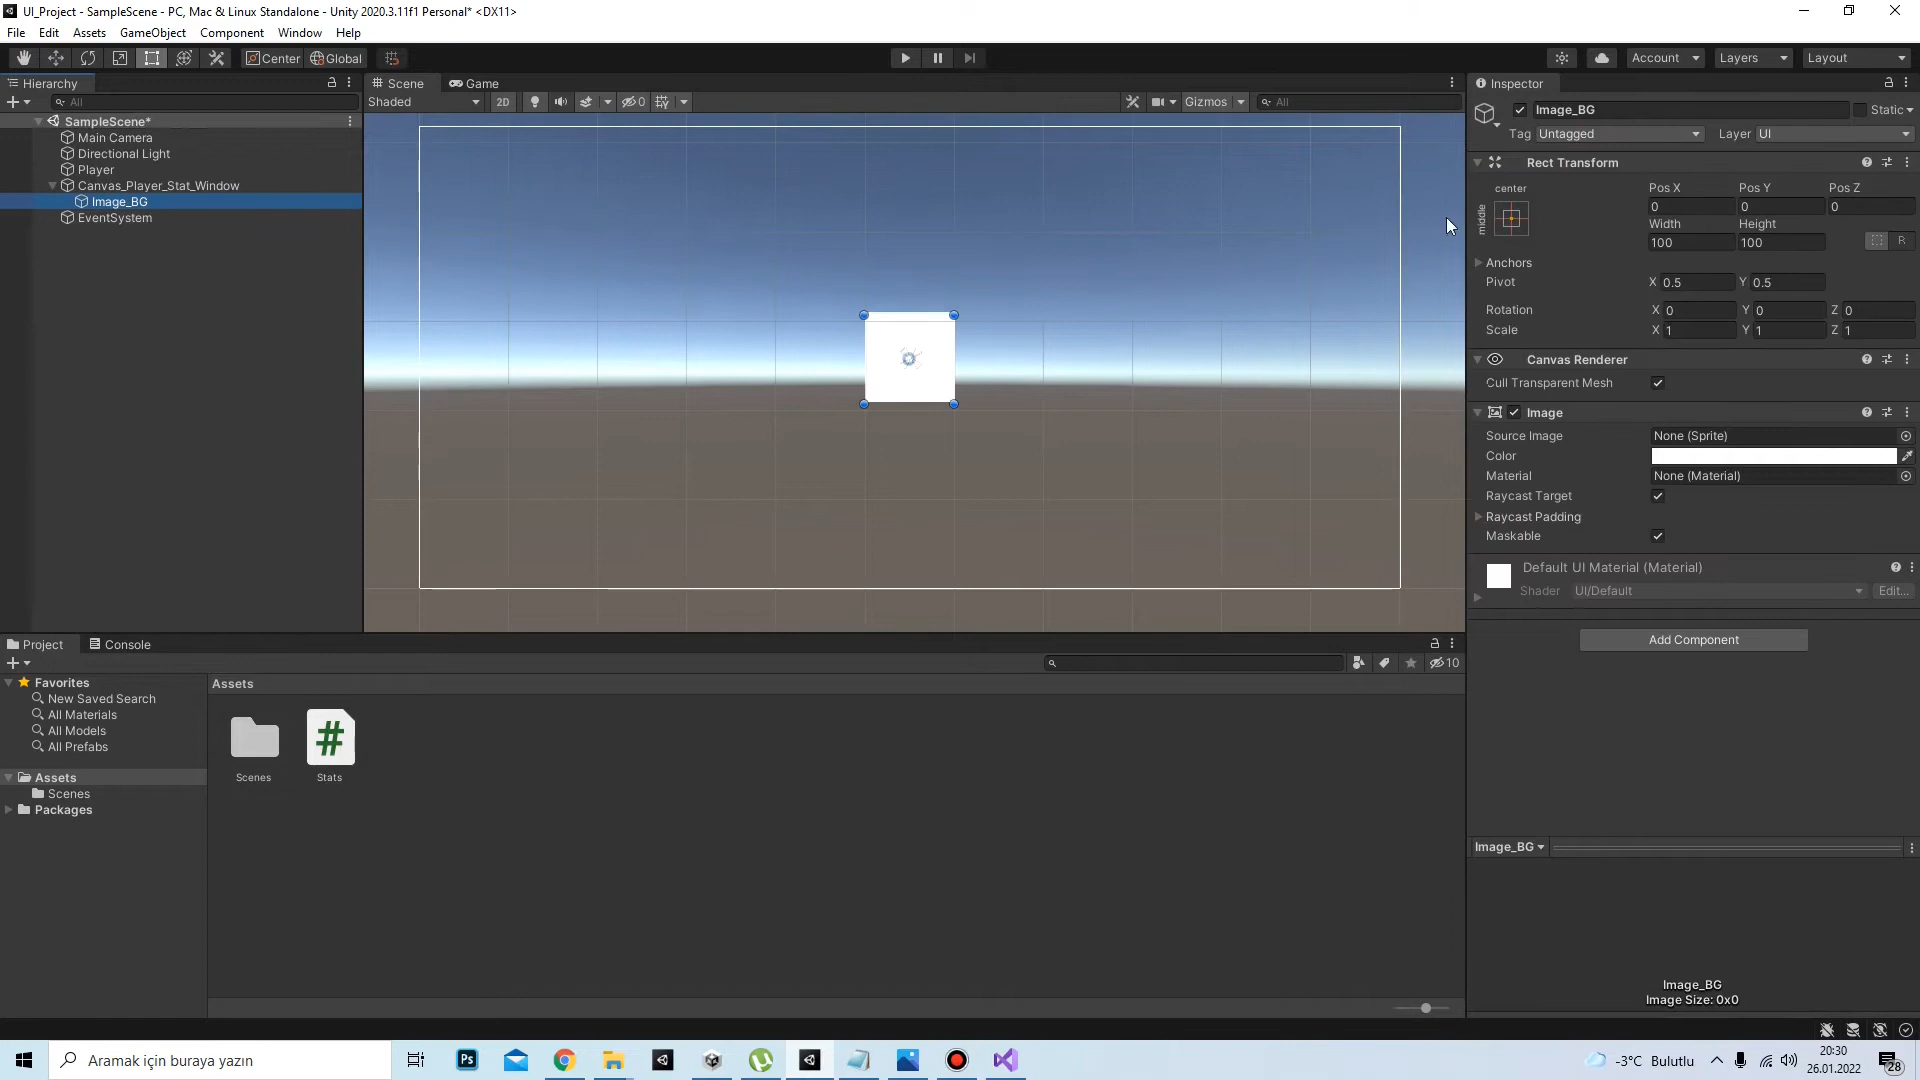 UI_Project - SampleScene - PC, Mac & Linux Standalone - Unity 2020.3.11f1 Personal* <DX11>
File Edit Assets GameObject Component Window Help
Center Global Account Layers Layout
Hierarchy
All
SampleScene*
Main Camera
Directional Light
Player
Canvas_Player_Stat_Window
Image_BG
EventSystem
Scene Game
Shaded 2D 0 Gizmos All
Inspector
Image_BG Static
Tag Untagged Layer UI
Rect Transform
center
middle
Pos X Pos Y Pos Z
0 0 0
Width Height
100 100 R
Anchors
Pivot X 0.5 Y 0.5
Rotation X 0 Y 0 Z 0
Scale X 1 Y 1 Z 1
Canvas Renderer
Cull Transparent Mesh
Image
Source Image None (Sprite)
Color
Material None (Material)
Raycast Target
Raycast Padding
Maskable
Default UI Material (Material)
Shader UI/Default Edit...
Add Component
Image_BG
Image_BG
Image Size: 0x0
Project Console
10
Favorites
New Saved Search
All Materials
All Models
All Prefabs
Assets
Scenes
Packages
Assets
#
Scenes Stats
Aramak için buraya yazın
Ps
-3°C Bulutlu
20:30
26.01.2022
28